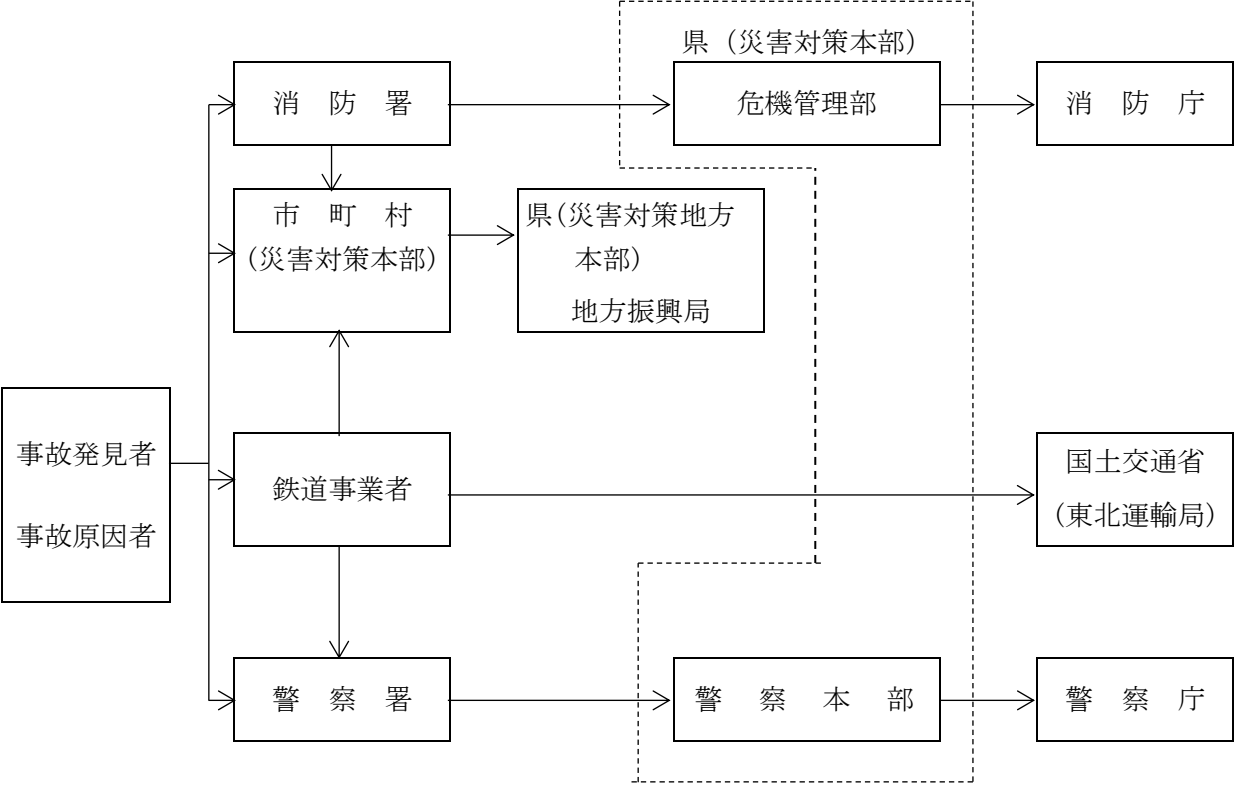 県（災害対策本部）
消　防　署
危機管理部
消　防　庁
市　町　村
（災害対策本部）
県（災害対策地方
本部）
地方振興局
事故発見者
事故原因者
鉄道事業者
国土交通省
（東北運輸局）
警　察　署
警　察　本　部
警　察　庁